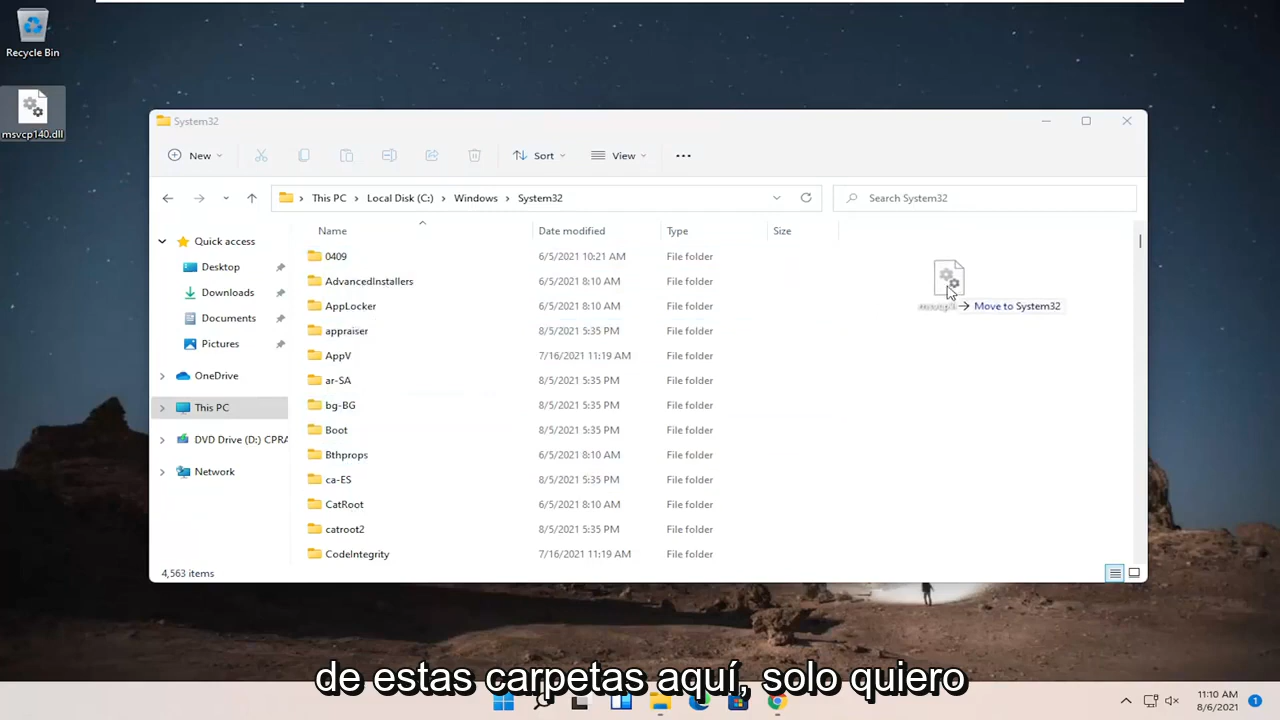 Recycle Bin
msvcp140.dll
System32
New
Sort
View
This PC
Local Disk (C:)
Windows
System32
Search System32
Name
Date modified
Type
Size
Quick access
Desktop
Downloads
Documents
Pictures
OneDrive
This PC
DVD Drive (D:) CPRA
Network
0409 6/5/2021 10:21 AM File folder
AdvancedInstallers 6/5/2021 8:10 AM File folder
AppLocker 6/5/2021 8:10 AM File folder
appraiser 8/5/2021 5:35 PM File folder
AppV 7/16/2021 11:19 AM File folder
ar-SA 8/5/2021 5:35 PM File folder
bg-BG 8/5/2021 5:35 PM File folder
Boot 8/5/2021 5:35 PM File folder
Bthprops 6/5/2021 8:10 AM File folder
ca-ES 8/5/2021 5:35 PM File folder
CatRoot 6/5/2021 8:10 AM File folder
catroot2 8/5/2021 5:35 PM File folder
CodeIntegrity 7/16/2021 11:19 AM File folder
Move to System32
4,563 items
de estas carpetas aquí, solo quiero
11:10 AM
8/6/2021
1